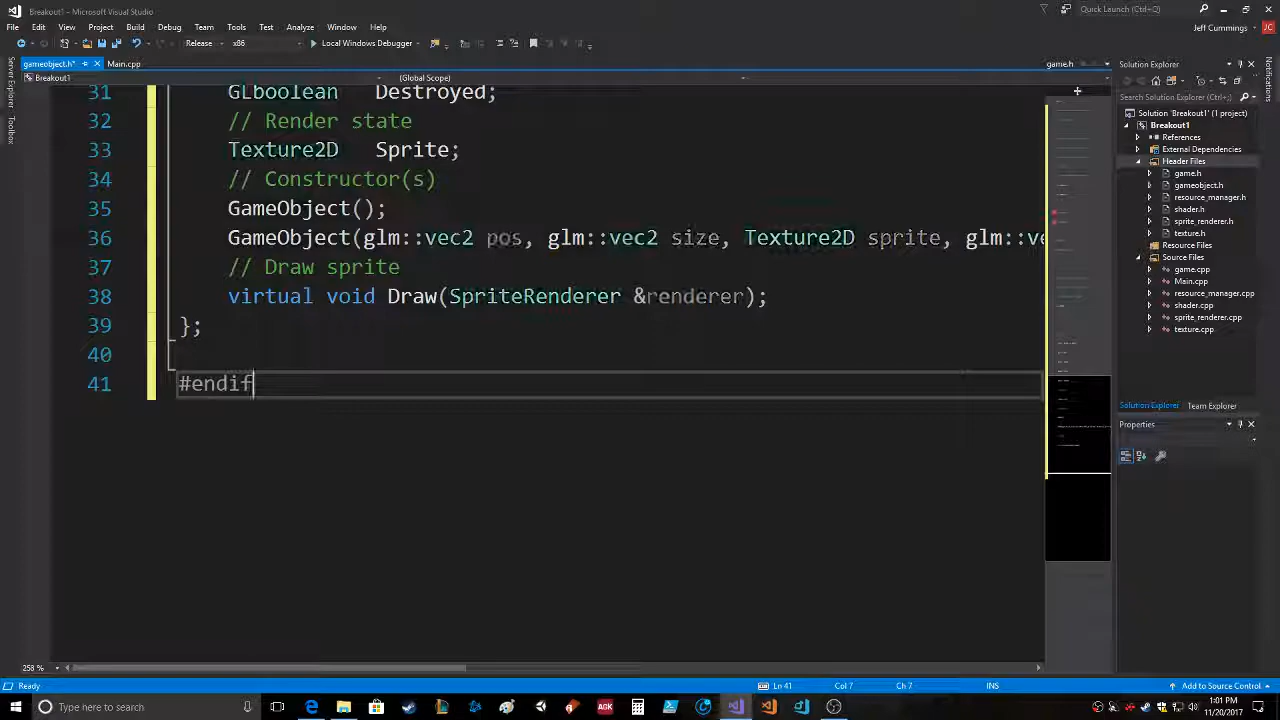 Breakout1 - Microsoft Visual Studio
Quick Launch (Ctrl+Q)
File Edit View Project Build Debug Team Tools Test Analyze Window Help
Jeff Cummings JC
Release x86 Local Windows Debugger
gameobject.h* Main.cpp game.h
Breakout1 (Global Scope)
Server Explorer
Toolbox
Notifications
31 GLboolean Destroyed;
32 // Render state
33 Texture2D Sprite;
34 // Constructor(s)
35 GameObject();
36 GameObject(glm::vec2 pos, glm::vec2 size, Texture2D sprite, glm::ve
37 // Draw sprite
38 virtual void Draw(SpriteRenderer &renderer);
39 };
40
41 #endif
Solution Explorer
Search Solution Explorer (Ctrl+;)
Solution 'Breakout1' (1 project)
Breakout1
References
External Dependencies
Header Files
game.h
gameobject.h
resource_manager.h
shader.h
sprite_renderer.h
texture.h
Resource Files
Source Files
game.cpp
Main.cpp
resource_manager.cpp
shader.cpp
sprite_renderer.cpp
texture.cpp
Solution Explorer Team Explorer
Properties
258 %
Ready Ln 41 Col 7 Ch 7 INS Add to Source Control
Type here to search
AGK
1:01 PM
11/20/2017